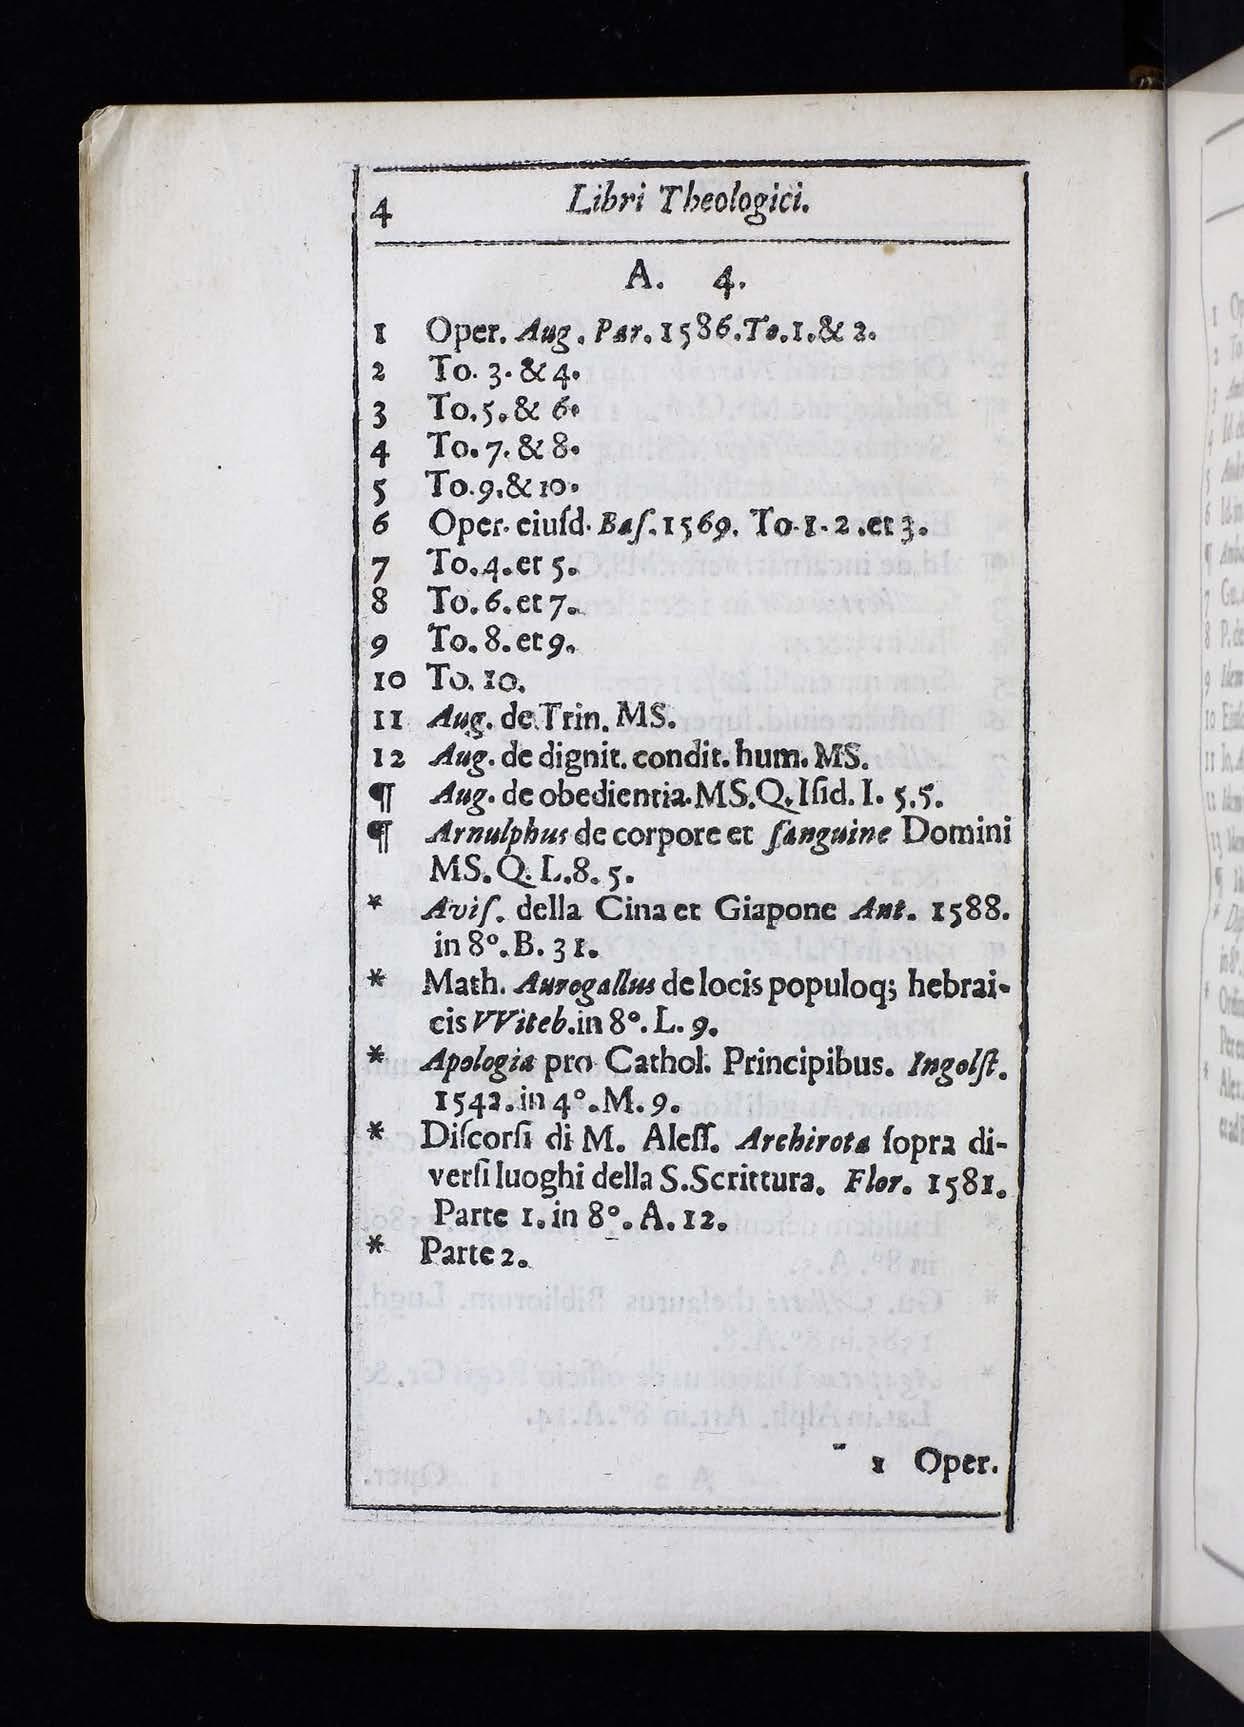 4 Libri Theologici.
A. 4.
1 Oper. Aug. Par. 1586. To. 1. & 2.
2 To. 3. & 4.
3 To. 5. & 6.
4 To. 7. & 8.
5 To. 9. & 10.
6 Oper. eiuſd. Baſ. 1569. To. 1. 2. et 3.
7 To. 4. et 5.
8 To. 6. et 7.
9 To. 8. et 9.
10 To. 10.
11 Aug. de Trin. MS.
12 Aug. de dignit. condit. hum. MS.
¶ Aug. de obedientia. MS. Q. Iſid. I. 5. 5.
¶ Arnulphus de corpore et ſanguine Domini
MS. Q. L. 8. 5.
* Aviſ. della Cina et Giapone Ant. 1588.
in 8°. B. 31.
* Math. Aurogallus de locis populoq; hebrai-
cis VViteb. in 8°. L. 9.
* Apologia pro Cathol. Principibus. Ingolſt.
1542. in 4°. M. 9.
* Diſcorſi di M. Aleſſ. Archirota ſopra di-
verſi luoghi della S. Scrittura. Flor. 1581.
Parte 1. in 8°. A. 12.
* Parte 2.
1 Oper.